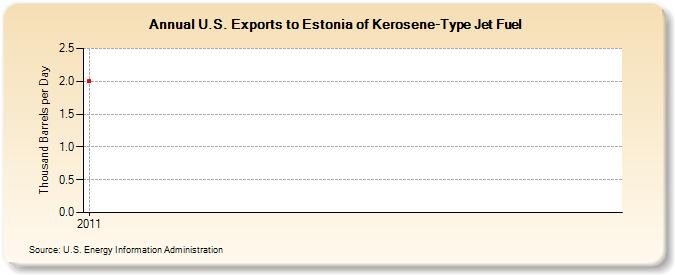 Annual U.S. Exports to Estonia of Kerosene-Type Jet Fuel
Thousand Barrels per Day
2.5
2.0
1.5
1.0
0.5
0.0
2011
Source: U.S. Energy Information Administration